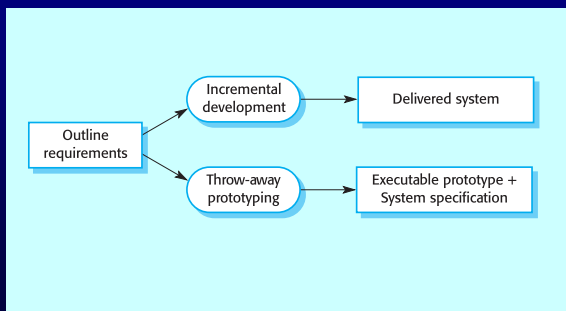 Outline
requirements
Incremental
development
Delivered system
Throw-away
prototyping
Executable prototype +
System specification